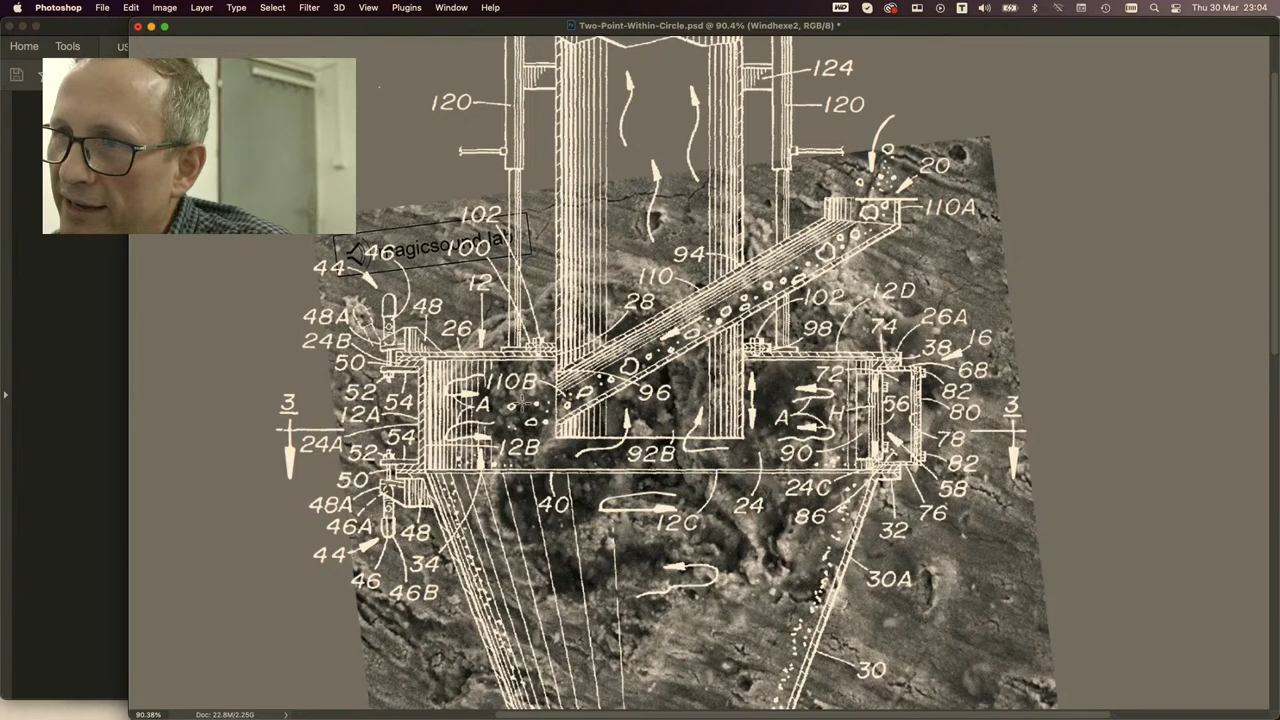 Photoshop File Edit Image Layer Type Select Filter 3D View Plugins Window Help Thu 30 Mar 23:04
Two-Point-Within-Circle.psd @ 90.4% (Windhexe2, RGB/8) *
Home Tools
124
120 120
20
110A
102
magicsound lab
46 100
94
44
110
12 102 12D
48A 48 28 26A
24B 26 98 74 16
50 38 68
110B 72 82
52 54 A 96 H 56 80
3 12A A 3
24A 54 12B 78
52 92B 90 82
50 24C 58
48A 40 24 86 76
46A 48 12C 32
44 34
46 46B 30A
30
90.38% Doc: 22.8M/2.25G